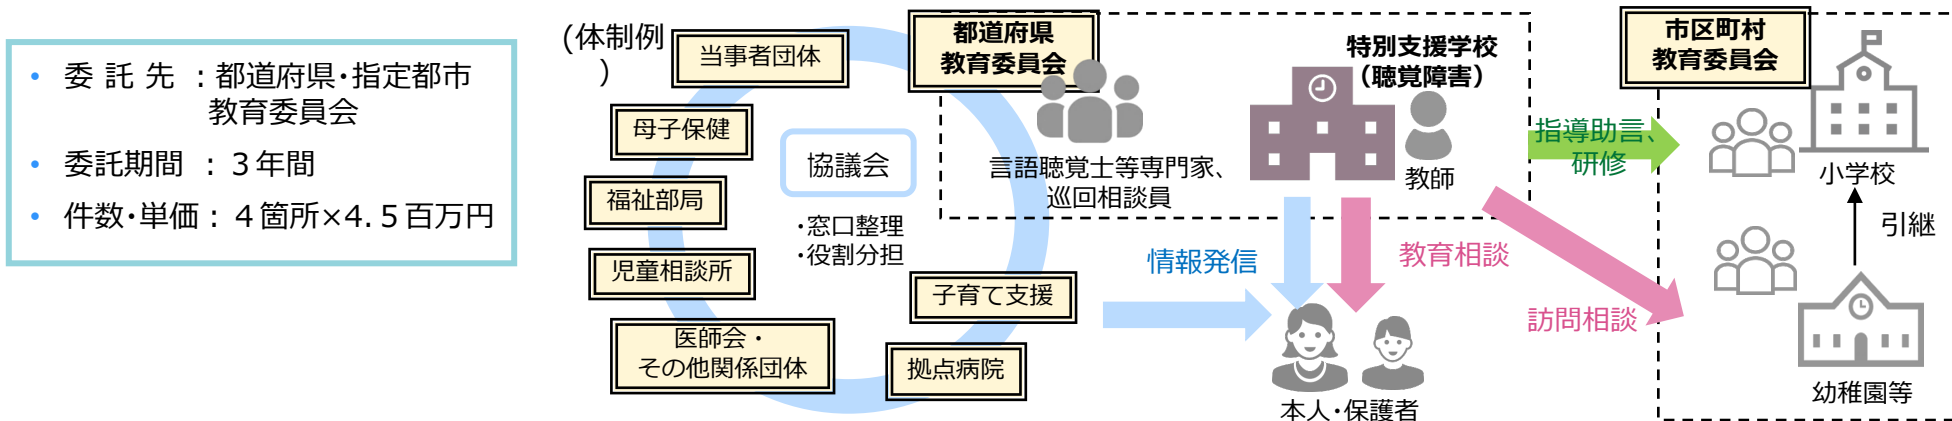 ・ 委 託 先 ：都道府県・指定都市
教育委員会
・ 委託期間 ：３年間
・ 件数・単価：４箇所×4.５百万円
(体制例
)
当事者団体
母子保健
福祉部局
児童相談所
医師会・
その他関係団体
拠点病院
子育て支援
協議会
・窓口整理
・役割分担
都道府県
教育委員会
言語聴覚士等専門家、
巡回相談員
特別支援学校
（聴覚障害）
教師
情報発信
教育相談
本人・保護者
指導助言、
研修
訪問相談
市区町村
教育委員会
小学校
引継
幼稚園等